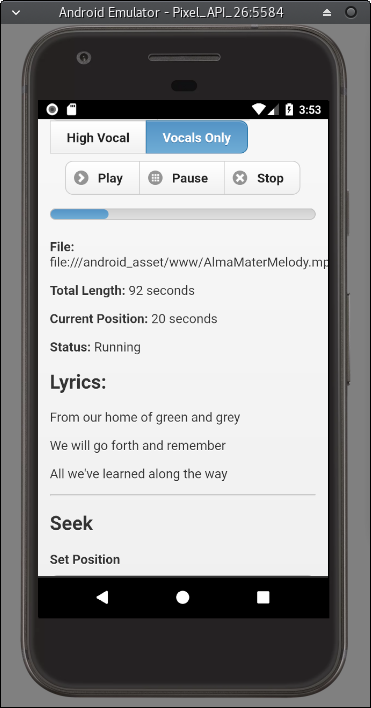 Android Emulator - Pixel_API_26:5584
3:53
High Vocal Vocals Only
Play Pause Stop
File:
file:///android_asset/www/AlmaMaterMelody.mp
Total Length: 92 seconds
Current Position: 20 seconds
Status: Running
Lyrics:
From our home of green and grey
We will go forth and remember
All we've learned along the way
Seek
Set Position